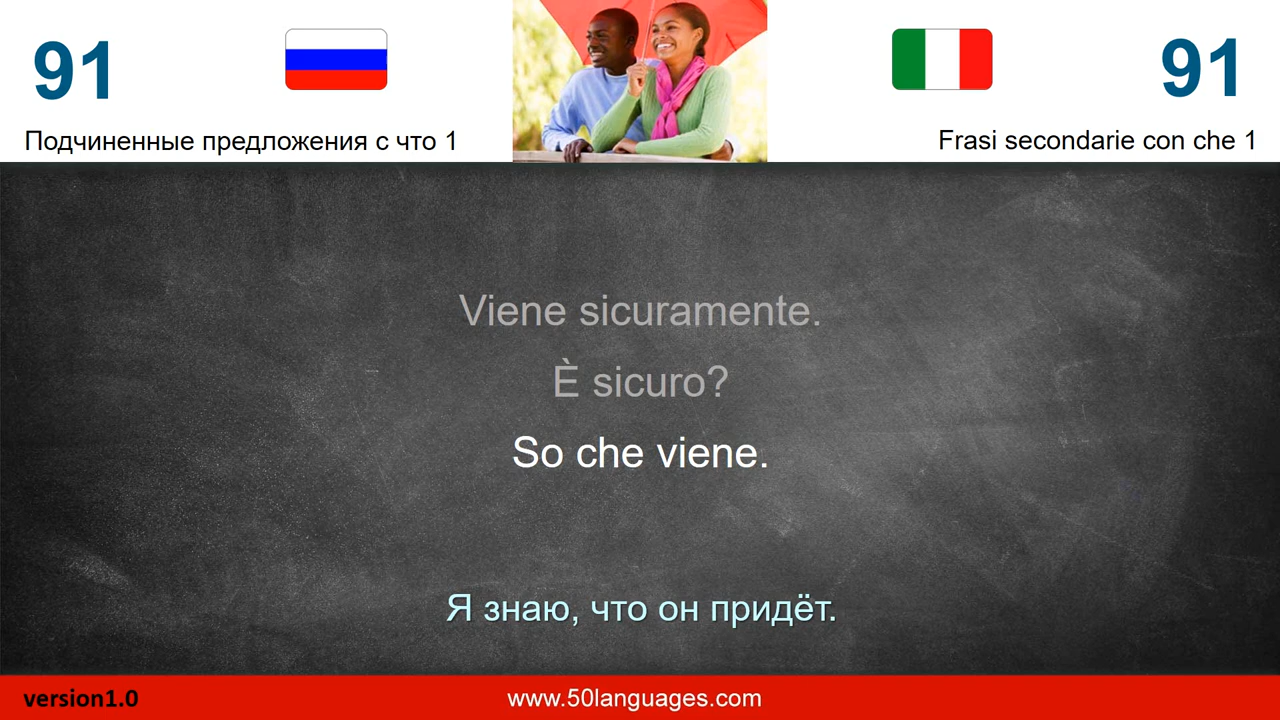 91
91
Подчиненные предложения с что 1
Frasi secondarie con che 1
Viene sicuramente.
È sicuro?
So che viene.
Я знаю, что он придёт.
version1.0
www.50languages.com